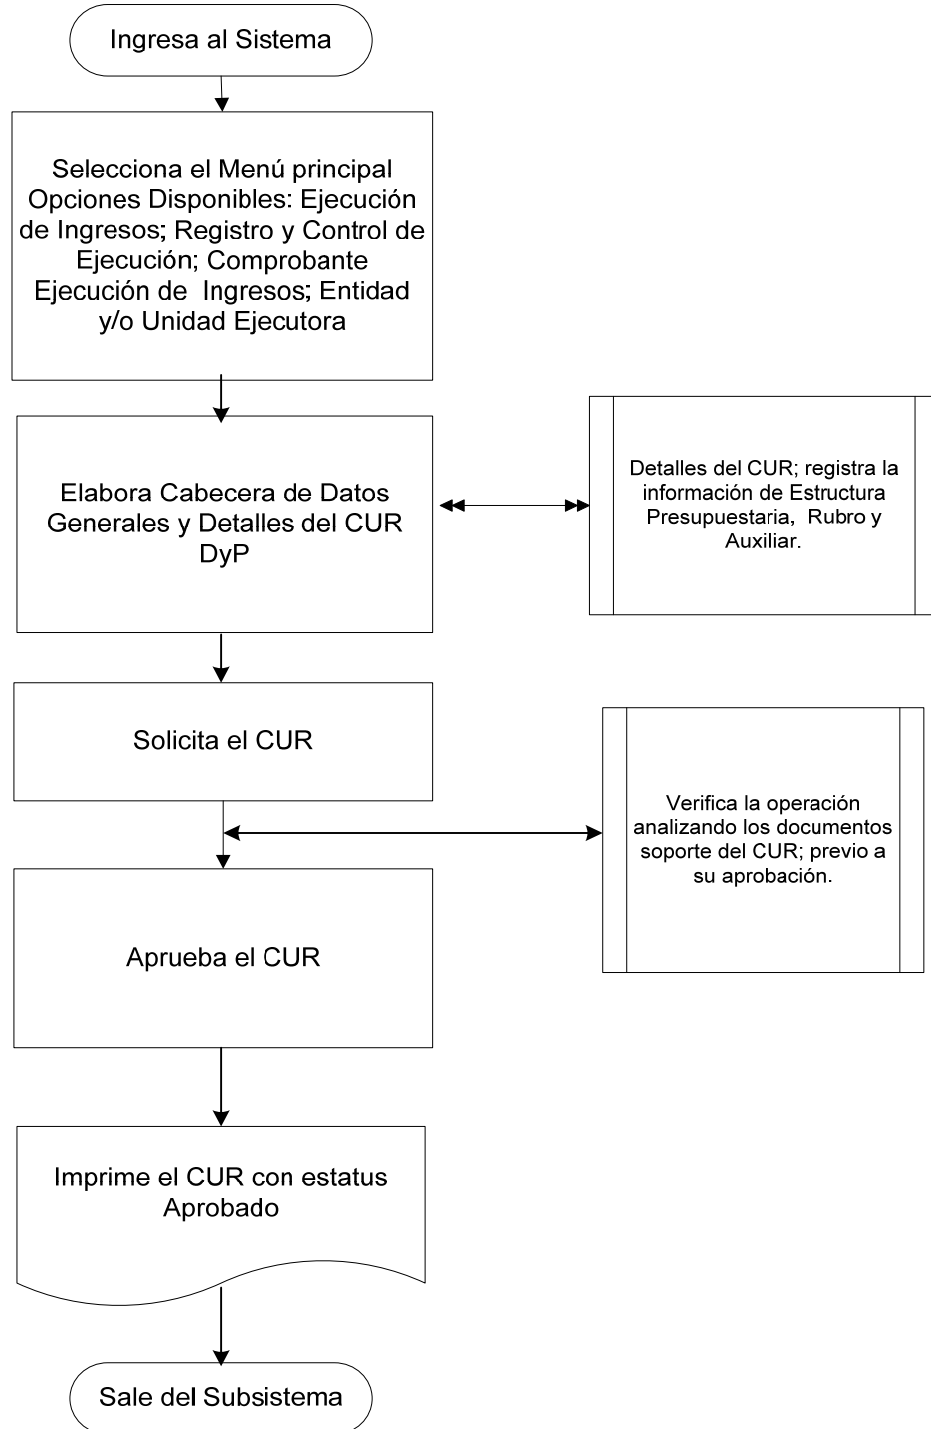 Ingresa al Sistema
Selecciona el Menú principal
Opciones Disponibles: Ejecución
de Ingresos; Registro y Control de
Ejecución; Comprobante
Ejecución de Ingresos; Entidad
y/o Unidad Ejecutora
Elabora Cabecera de Datos
Generales y Detalles del CUR
DyP
Detalles del CUR; registra la
información de Estructura
Presupuestaria, Rubro y
Auxiliar.
Solicita el CUR
Verifica la operación
analizando los documentos
soporte del CUR; previo a
su aprobación.
Aprueba el CUR
Imprime el CUR con estatus
Aprobado
Sale del Subsistema